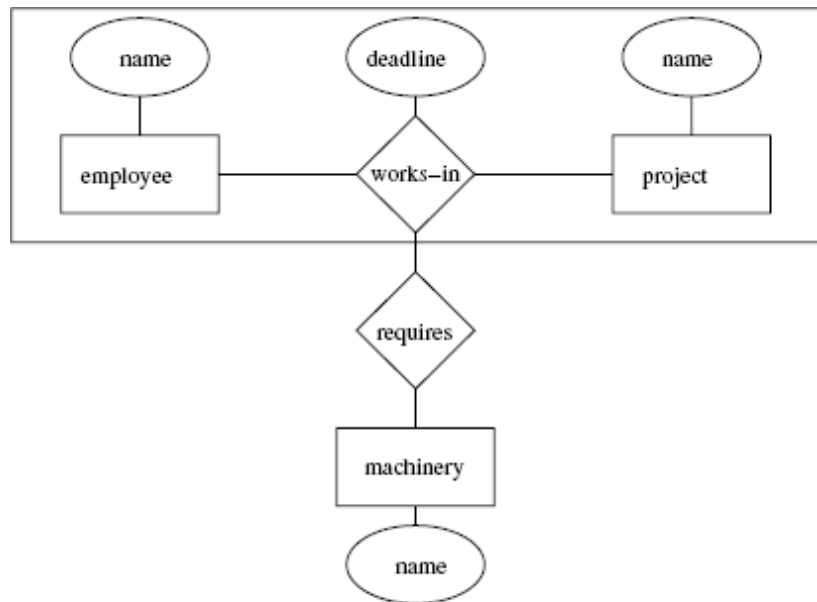 name
deadline
name
employee
works-in
project
requires
machinery
name